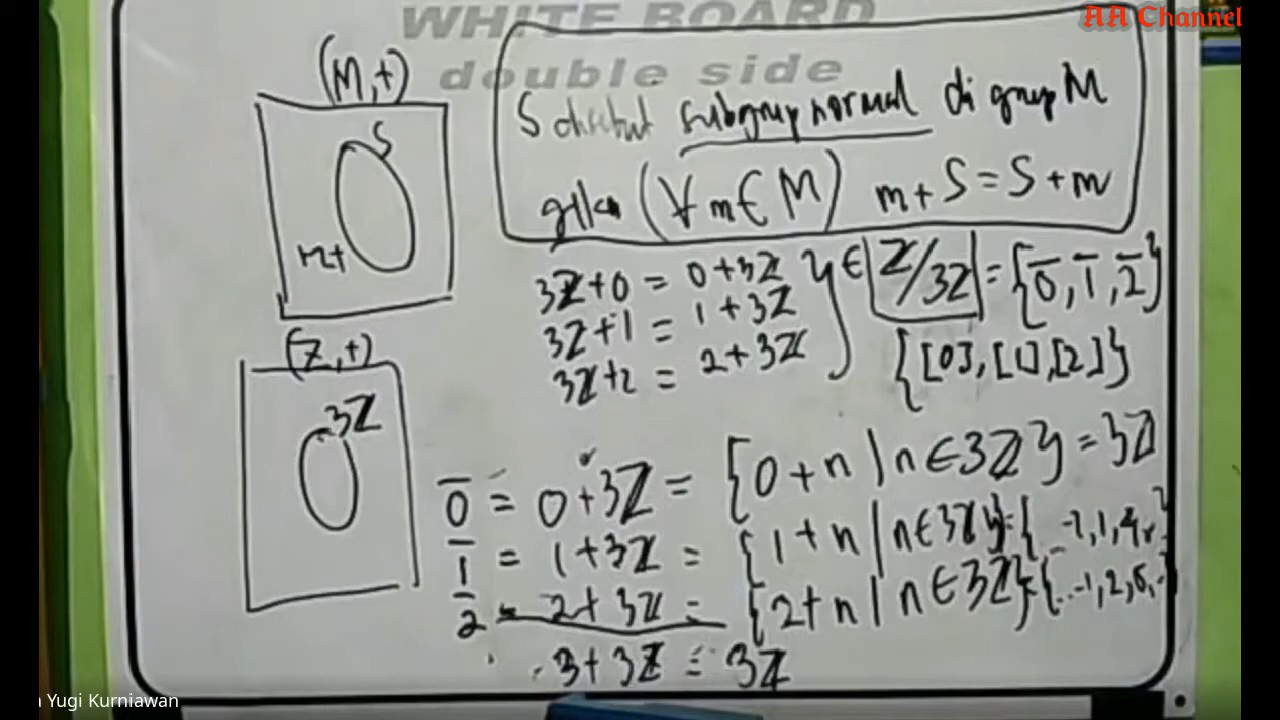 AA Channel
WHITE BOARD
double side
(M,+)
S
m+
S disebut subgrup normal di grup M
jika (∀ m ∈ M) m+S = S+m
3ℤ+0 = 0+3ℤ
3ℤ+1 = 1+3ℤ
3ℤ+2 = 2+3ℤ
} ∈ ℤ/3ℤ = {0̅, 1̅, 2̅}
{[0], [1], [2]}
(ℤ,+)
3ℤ
0̅ = 0+3ℤ = {0+n | n ∈ 3ℤ} = 3ℤ
1̅ = 1+3ℤ = {1+n | n ∈ 3ℤ} = {.. -2, 1, 4, ..}
2̅ = 2+3ℤ = {2+n | n ∈ 3ℤ} = {.. -1, 2, 5, ..}
3+3ℤ = 3ℤ
Yugi Kurniawan